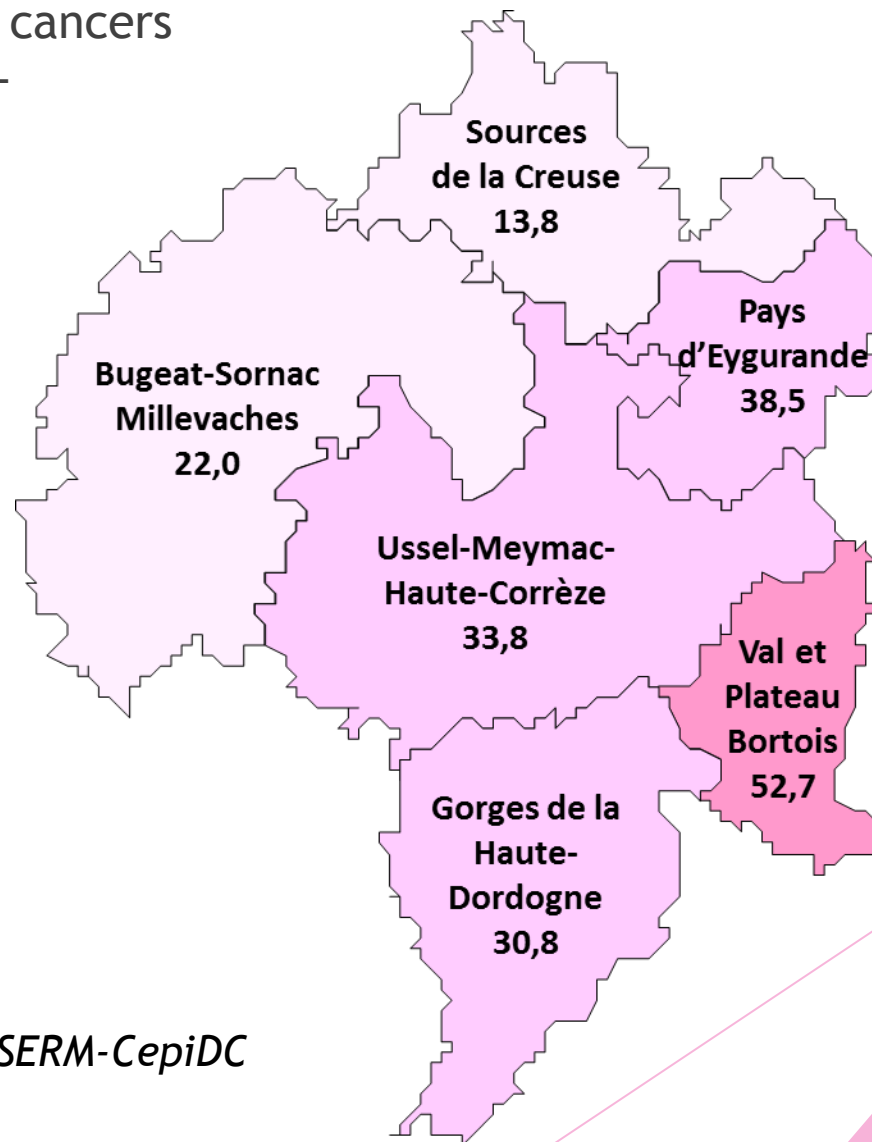 cancers
-
Sources
de la Creuse
13,8
Pays
d’Eygurande
38,5
Bugeat-Sornac
Millevaches
22,0
Ussel-Meymac-
Haute-Corrèze
33,8
Val et
Plateau
Bortois
52,7
Gorges de la
Haute-
Dordogne
30,8
SERM-CepiDC